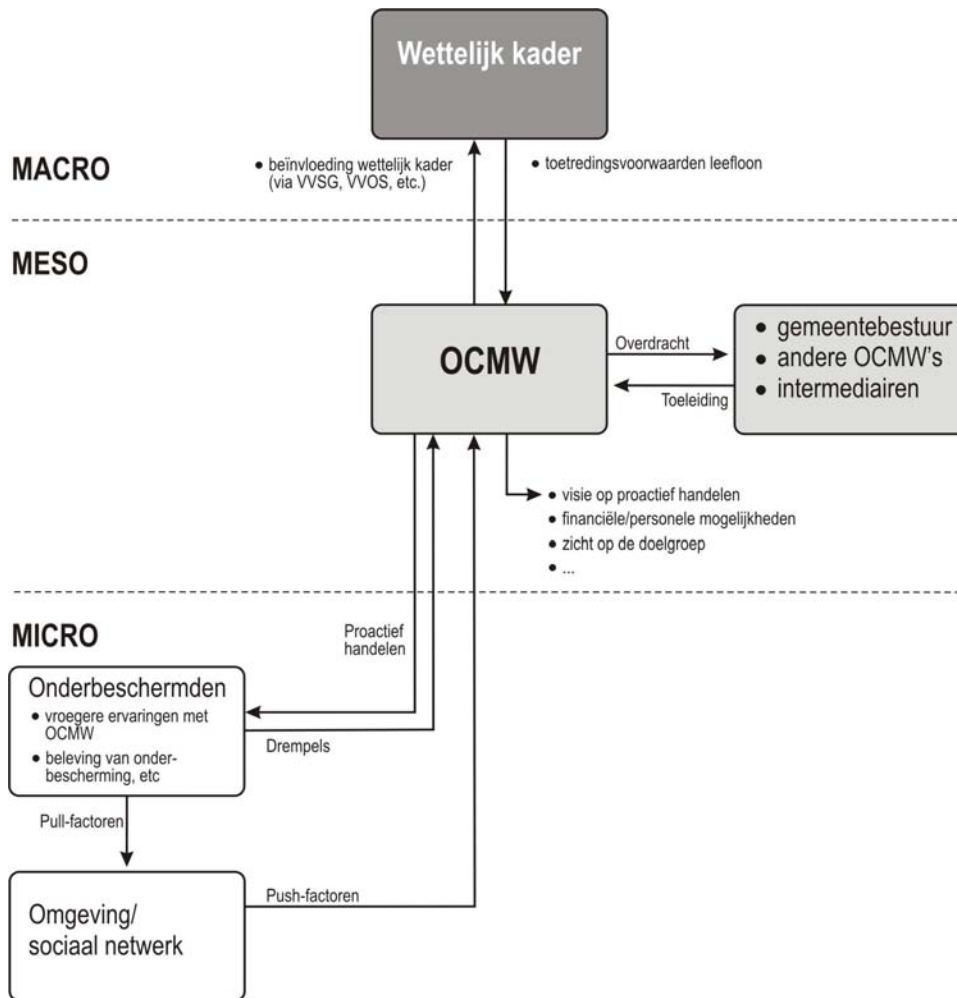 Wettelijk kader
MACRO
• beïnvloeding wettelijk kader
(via VVSG, VVOS, etc.)
• toetredingsvoorwaarden leefloon
MESO
OCMW
Overdracht
Toeleiding
• gemeentebestuur
• andere OCMW's
• intermediairen
• visie op proactief handelen
• financiële/personele mogelijkheden
• zicht op de doelgroep
• ...
MICRO
Proactief
handelen
Onderbeschermden
• vroegere ervaringen met
OCMW
• beleving van onder-
bescherming, etc
Drempels
Pull-factoren
Omgeving/
sociaal netwerk
Push-factoren